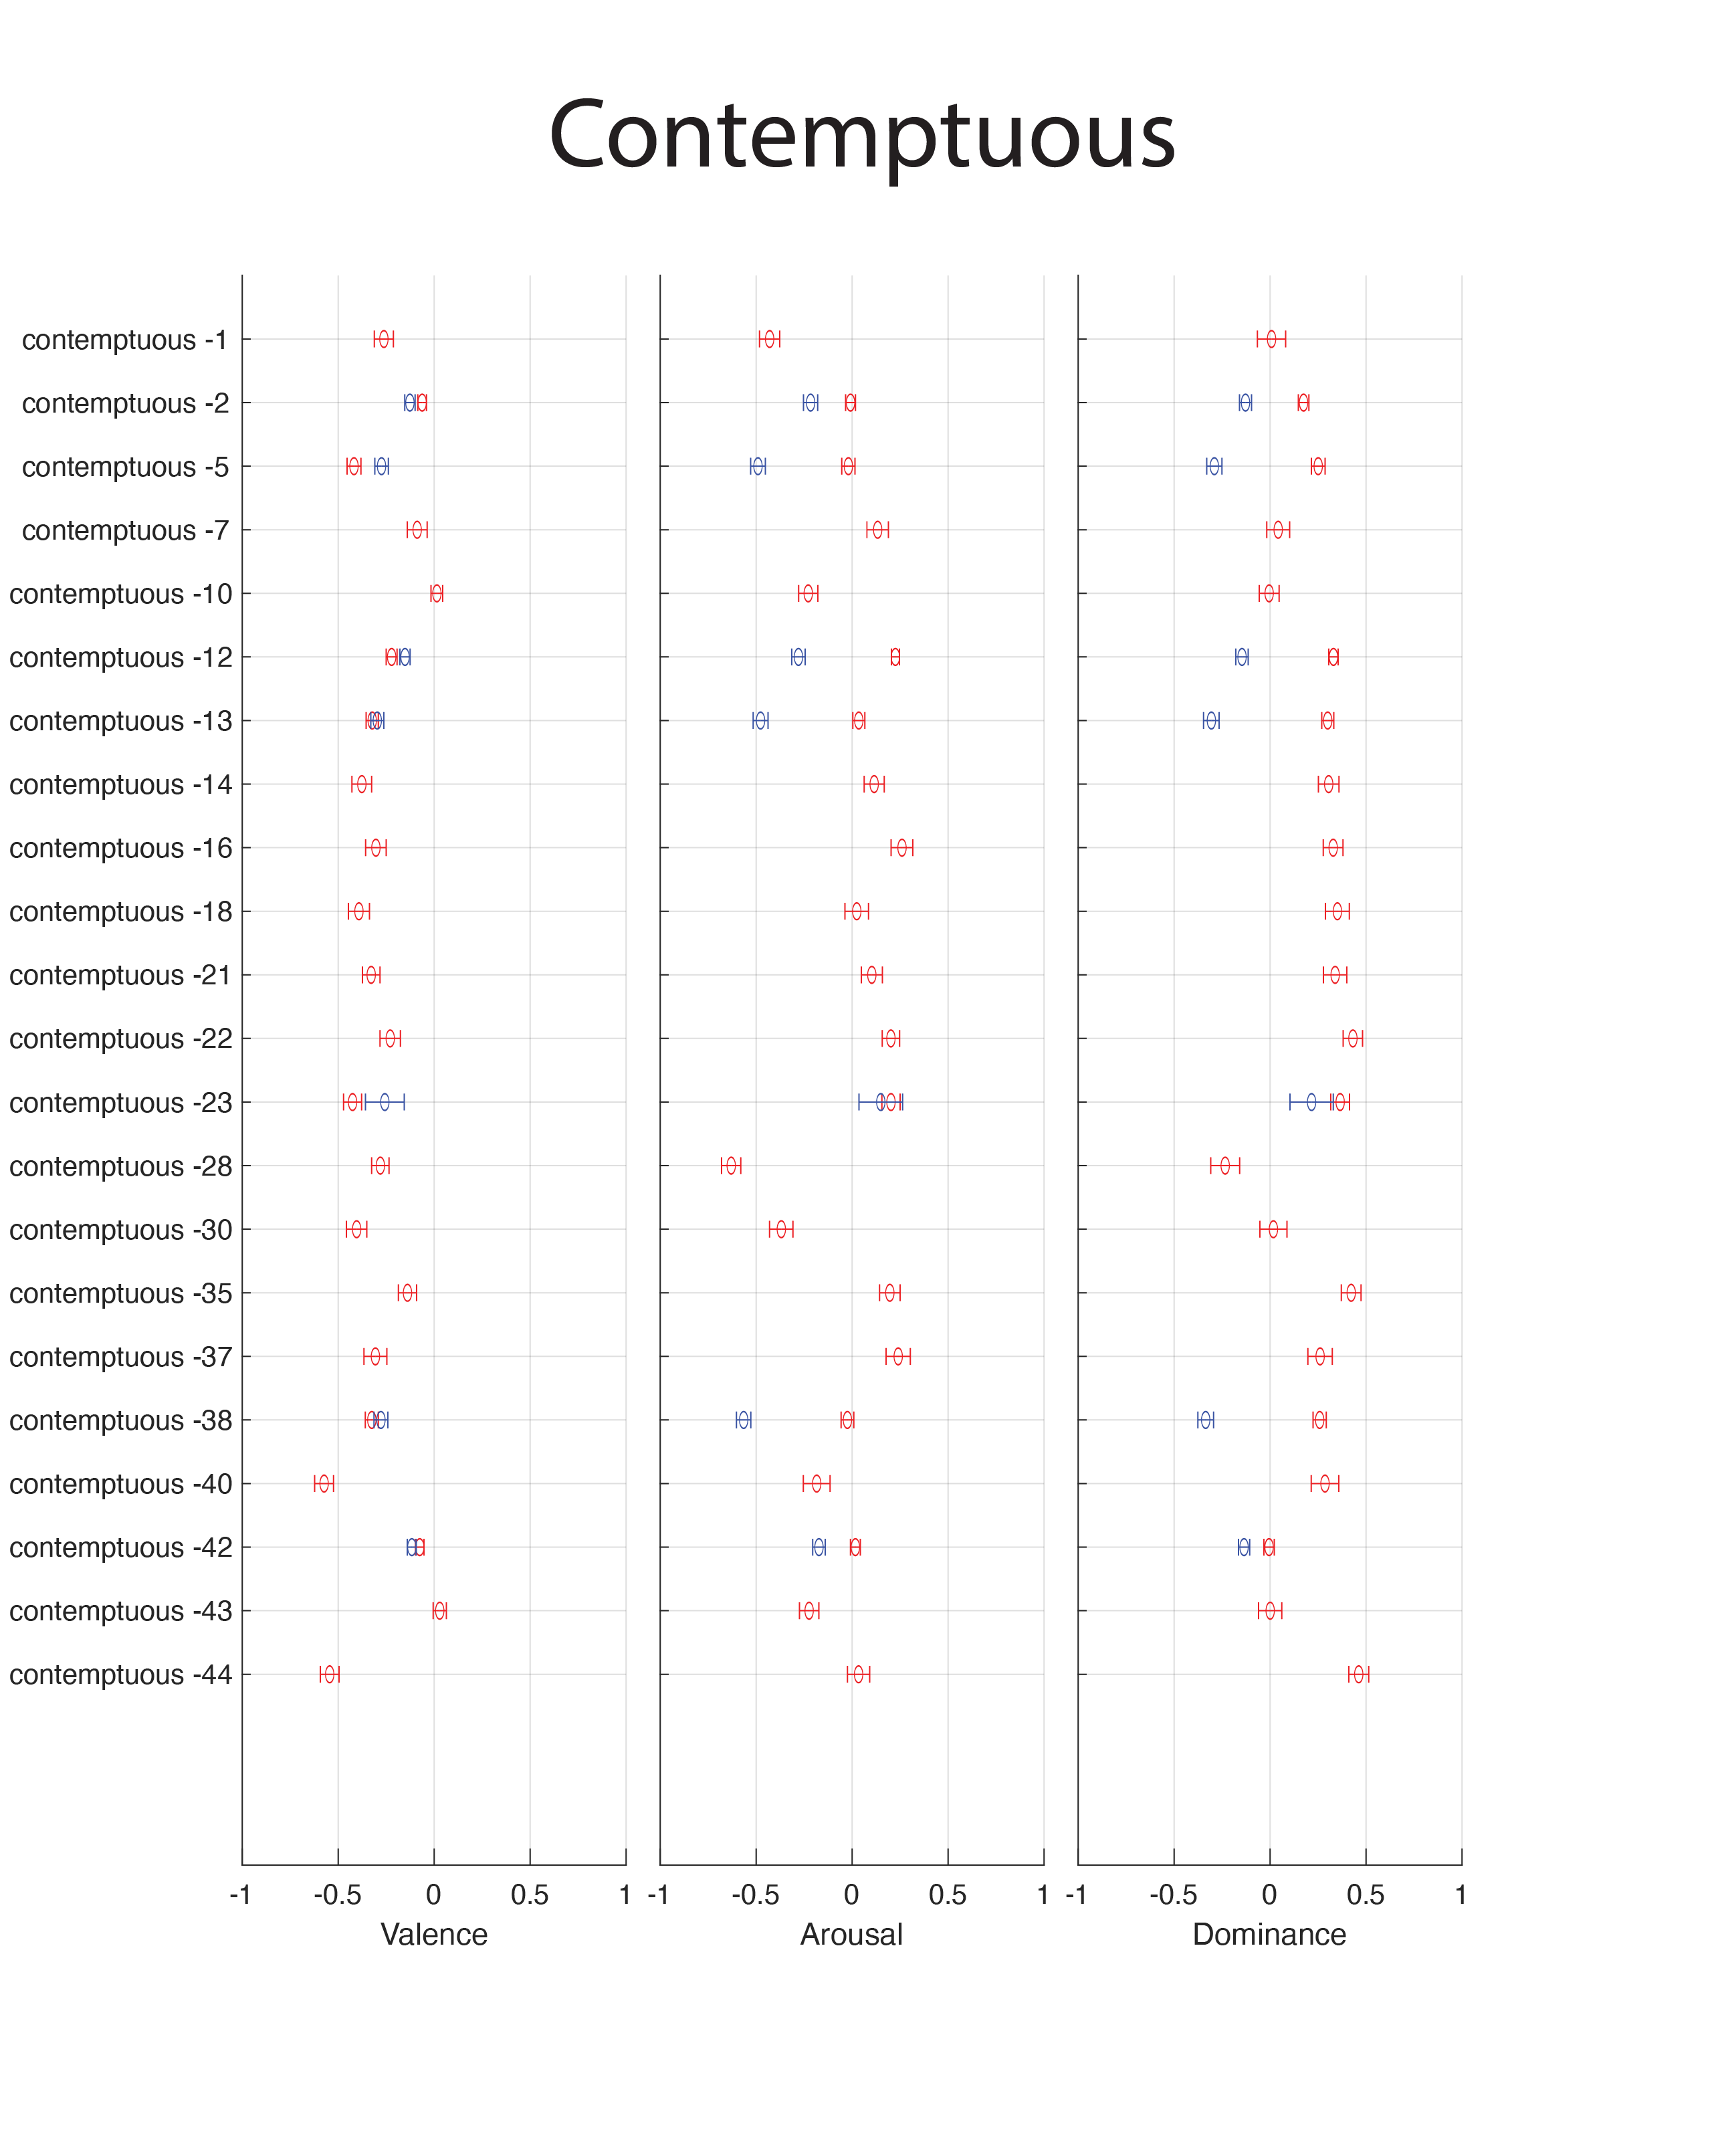 Contemptuous
contemptuous -1
contemptuous -2
contemptuous -5
contemptuous -7
contemptuous -10
contemptuous -12
contemptuous -13
contemptuous -14
contemptuous -16
contemptuous -18
contemptuous -21
contemptuous -22
contemptuous -23
contemptuous -28
contemptuous -30
contemptuous -35
contemptuous -37
contemptuous -38
contemptuous -40
contemptuous -42
contemptuous -43
contemptuous -44
-1 -0.5 0 0.5 1 -1 -0.5 0 0.5 1 -1 -0.5 0 0.5 1
Valence Arousal Dominance